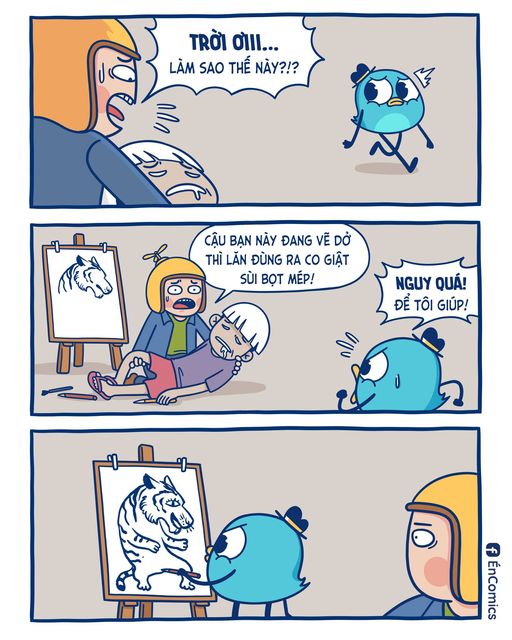 TRỜI ƠIII...
LÀM SAO THẾ NÀY?!?
CẬU BẠN NÀY ĐANG VẼ DỞ
THÌ LĂN ĐÙNG RA CO GIẬT
SÙI BỌT MÉP!
NGUY QUÁ!
ĐỂ TÔI GIÚP!
ÉnComics